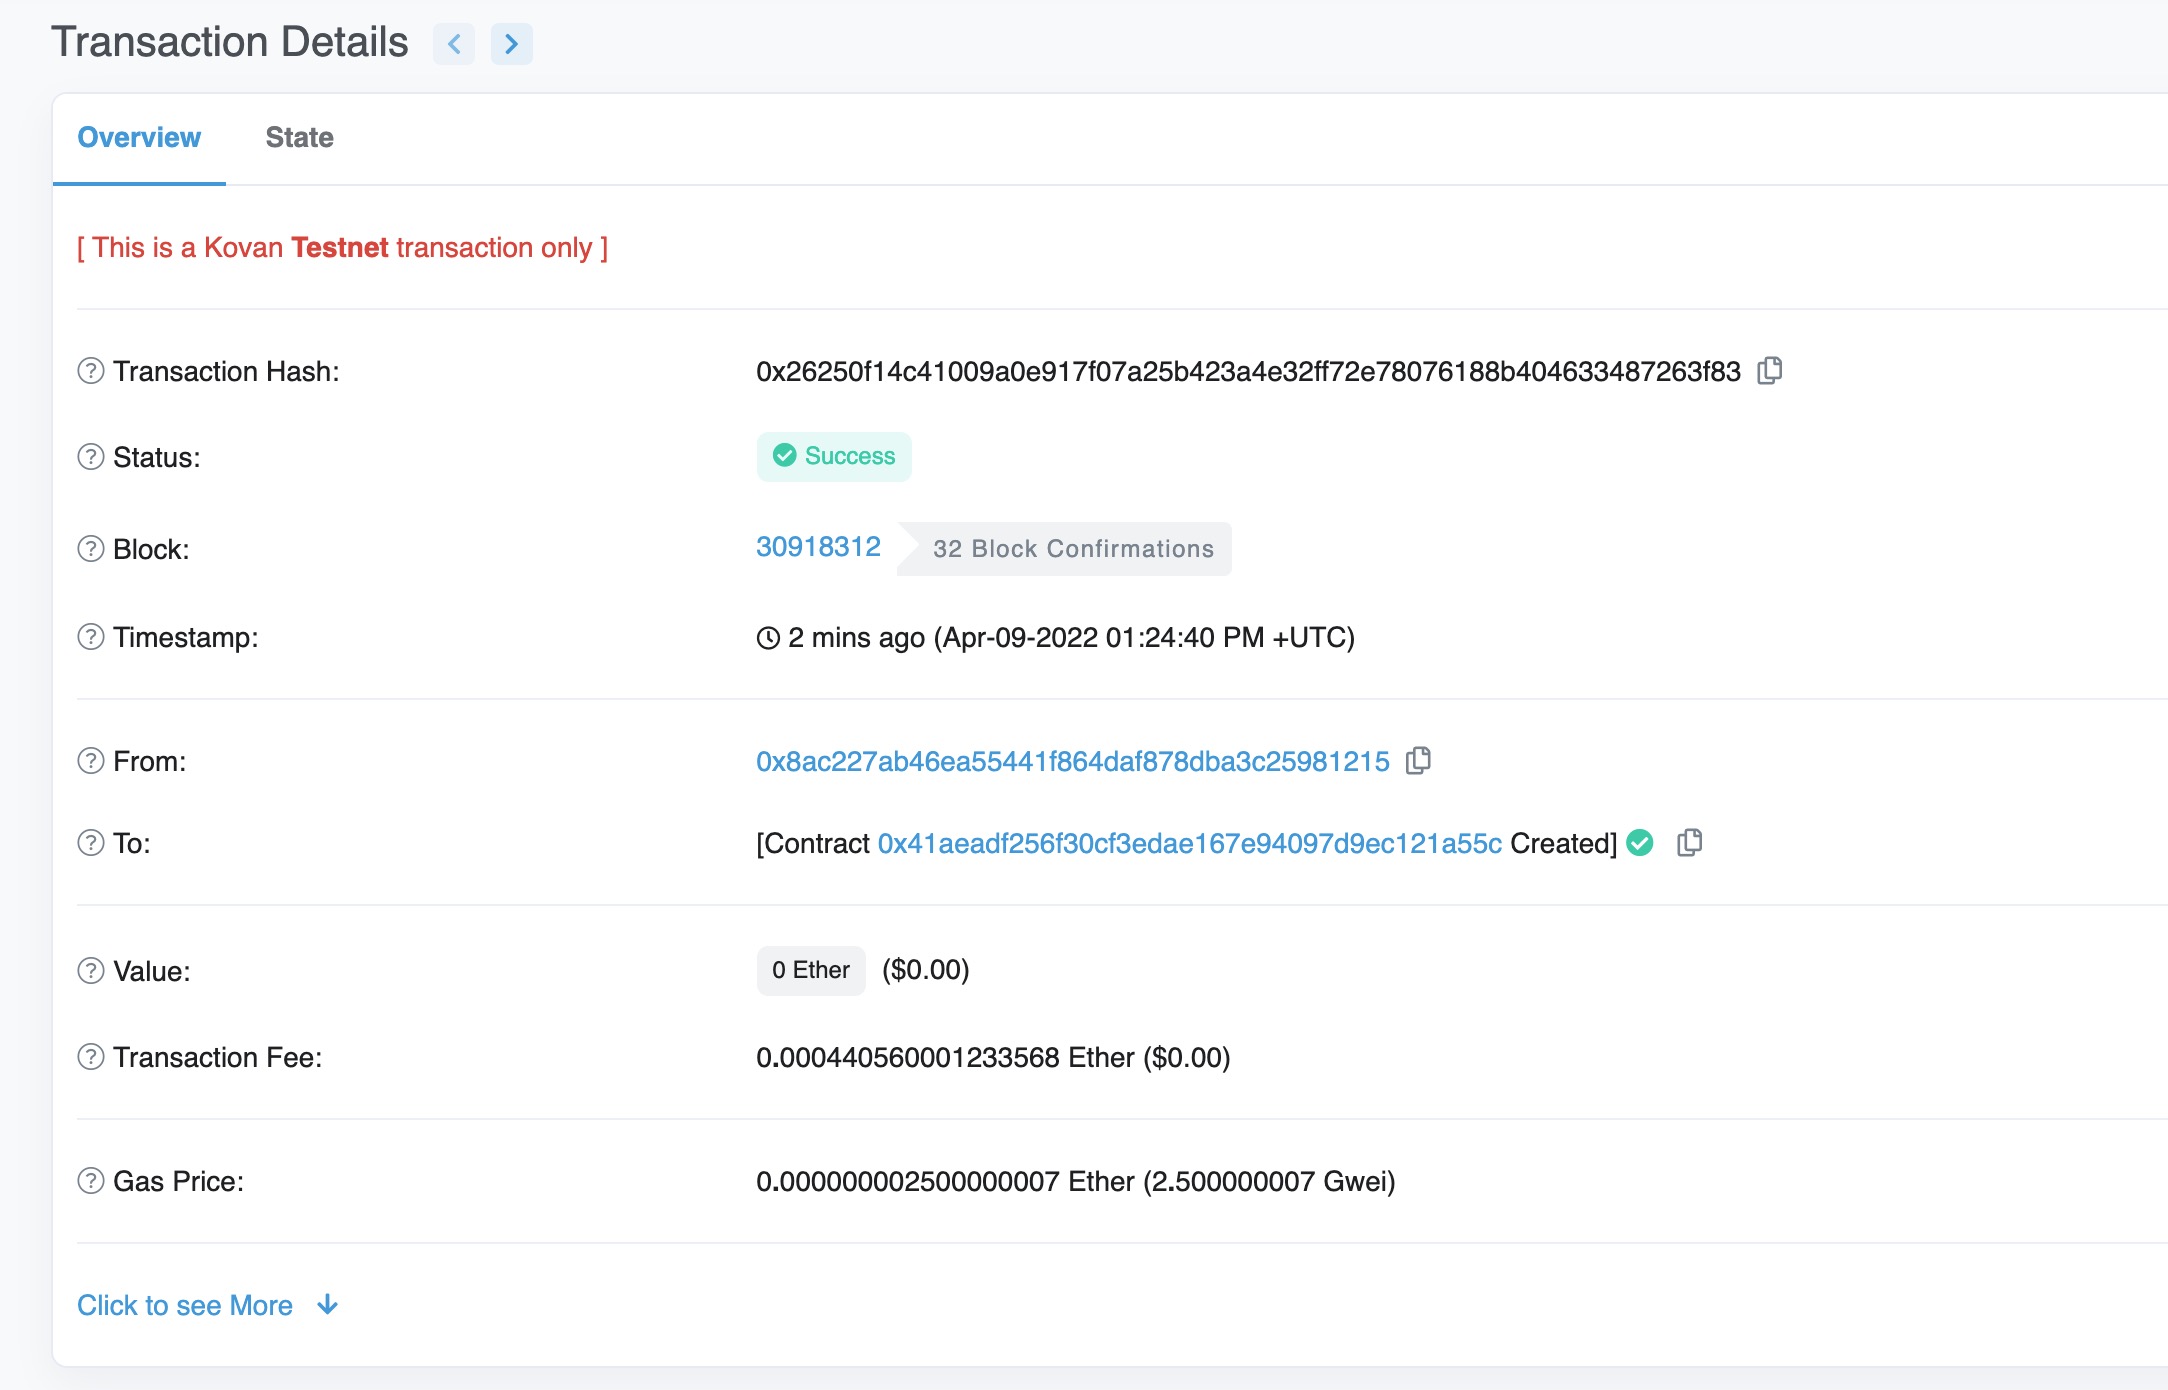 Transaction Details
Overview State
[ This is a Kovan Testnet transaction only ]
Transaction Hash: 0x26250f14c41009a0e917f07a25b423a4e32ff72e78076188b404633487263f83
Status: Success
Block: 30918312 32 Block Confirmations
Timestamp: 2 mins ago (Apr-09-2022 01:24:40 PM +UTC)
From: 0x8ac227ab46ea55441f864daf878dba3c25981215
To: [Contract 0x41aeadf256f30cf3edae167e94097d9ec121a55c Created]
Value: 0 Ether ($0.00)
Transaction Fee: 0.000440560001233568 Ether ($0.00)
Gas Price: 0.000000002500000007 Ether (2.500000007 Gwei)
Click to see More